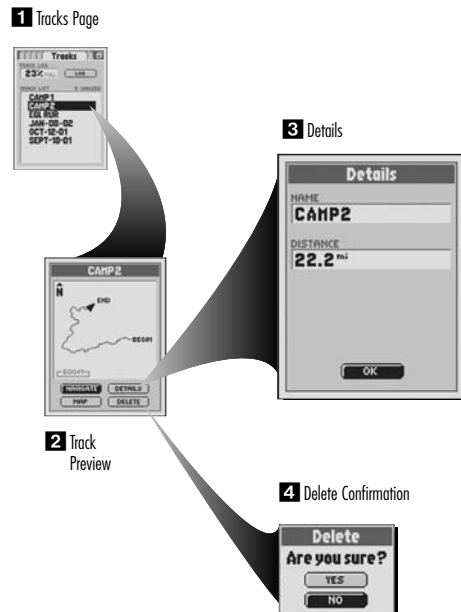 1 Tracks Page
Tracks
TRACK LOG
23% FULL LOG
TRACK LIST
CAMP1
CAMP2
EGL RUR
JAN-08-02
OCT-12-01
SEPT-18-01
CAMP2
N
END
BEGIN
800FT
NAVIGATE DETAILS
MAP DELETE
2 Track
Preview
3 Details
Details
NAME
CAMP2
DISTANCE
22.2 mi
OK
4 Delete Confirmation
Delete
Are you sure?
YES
NO